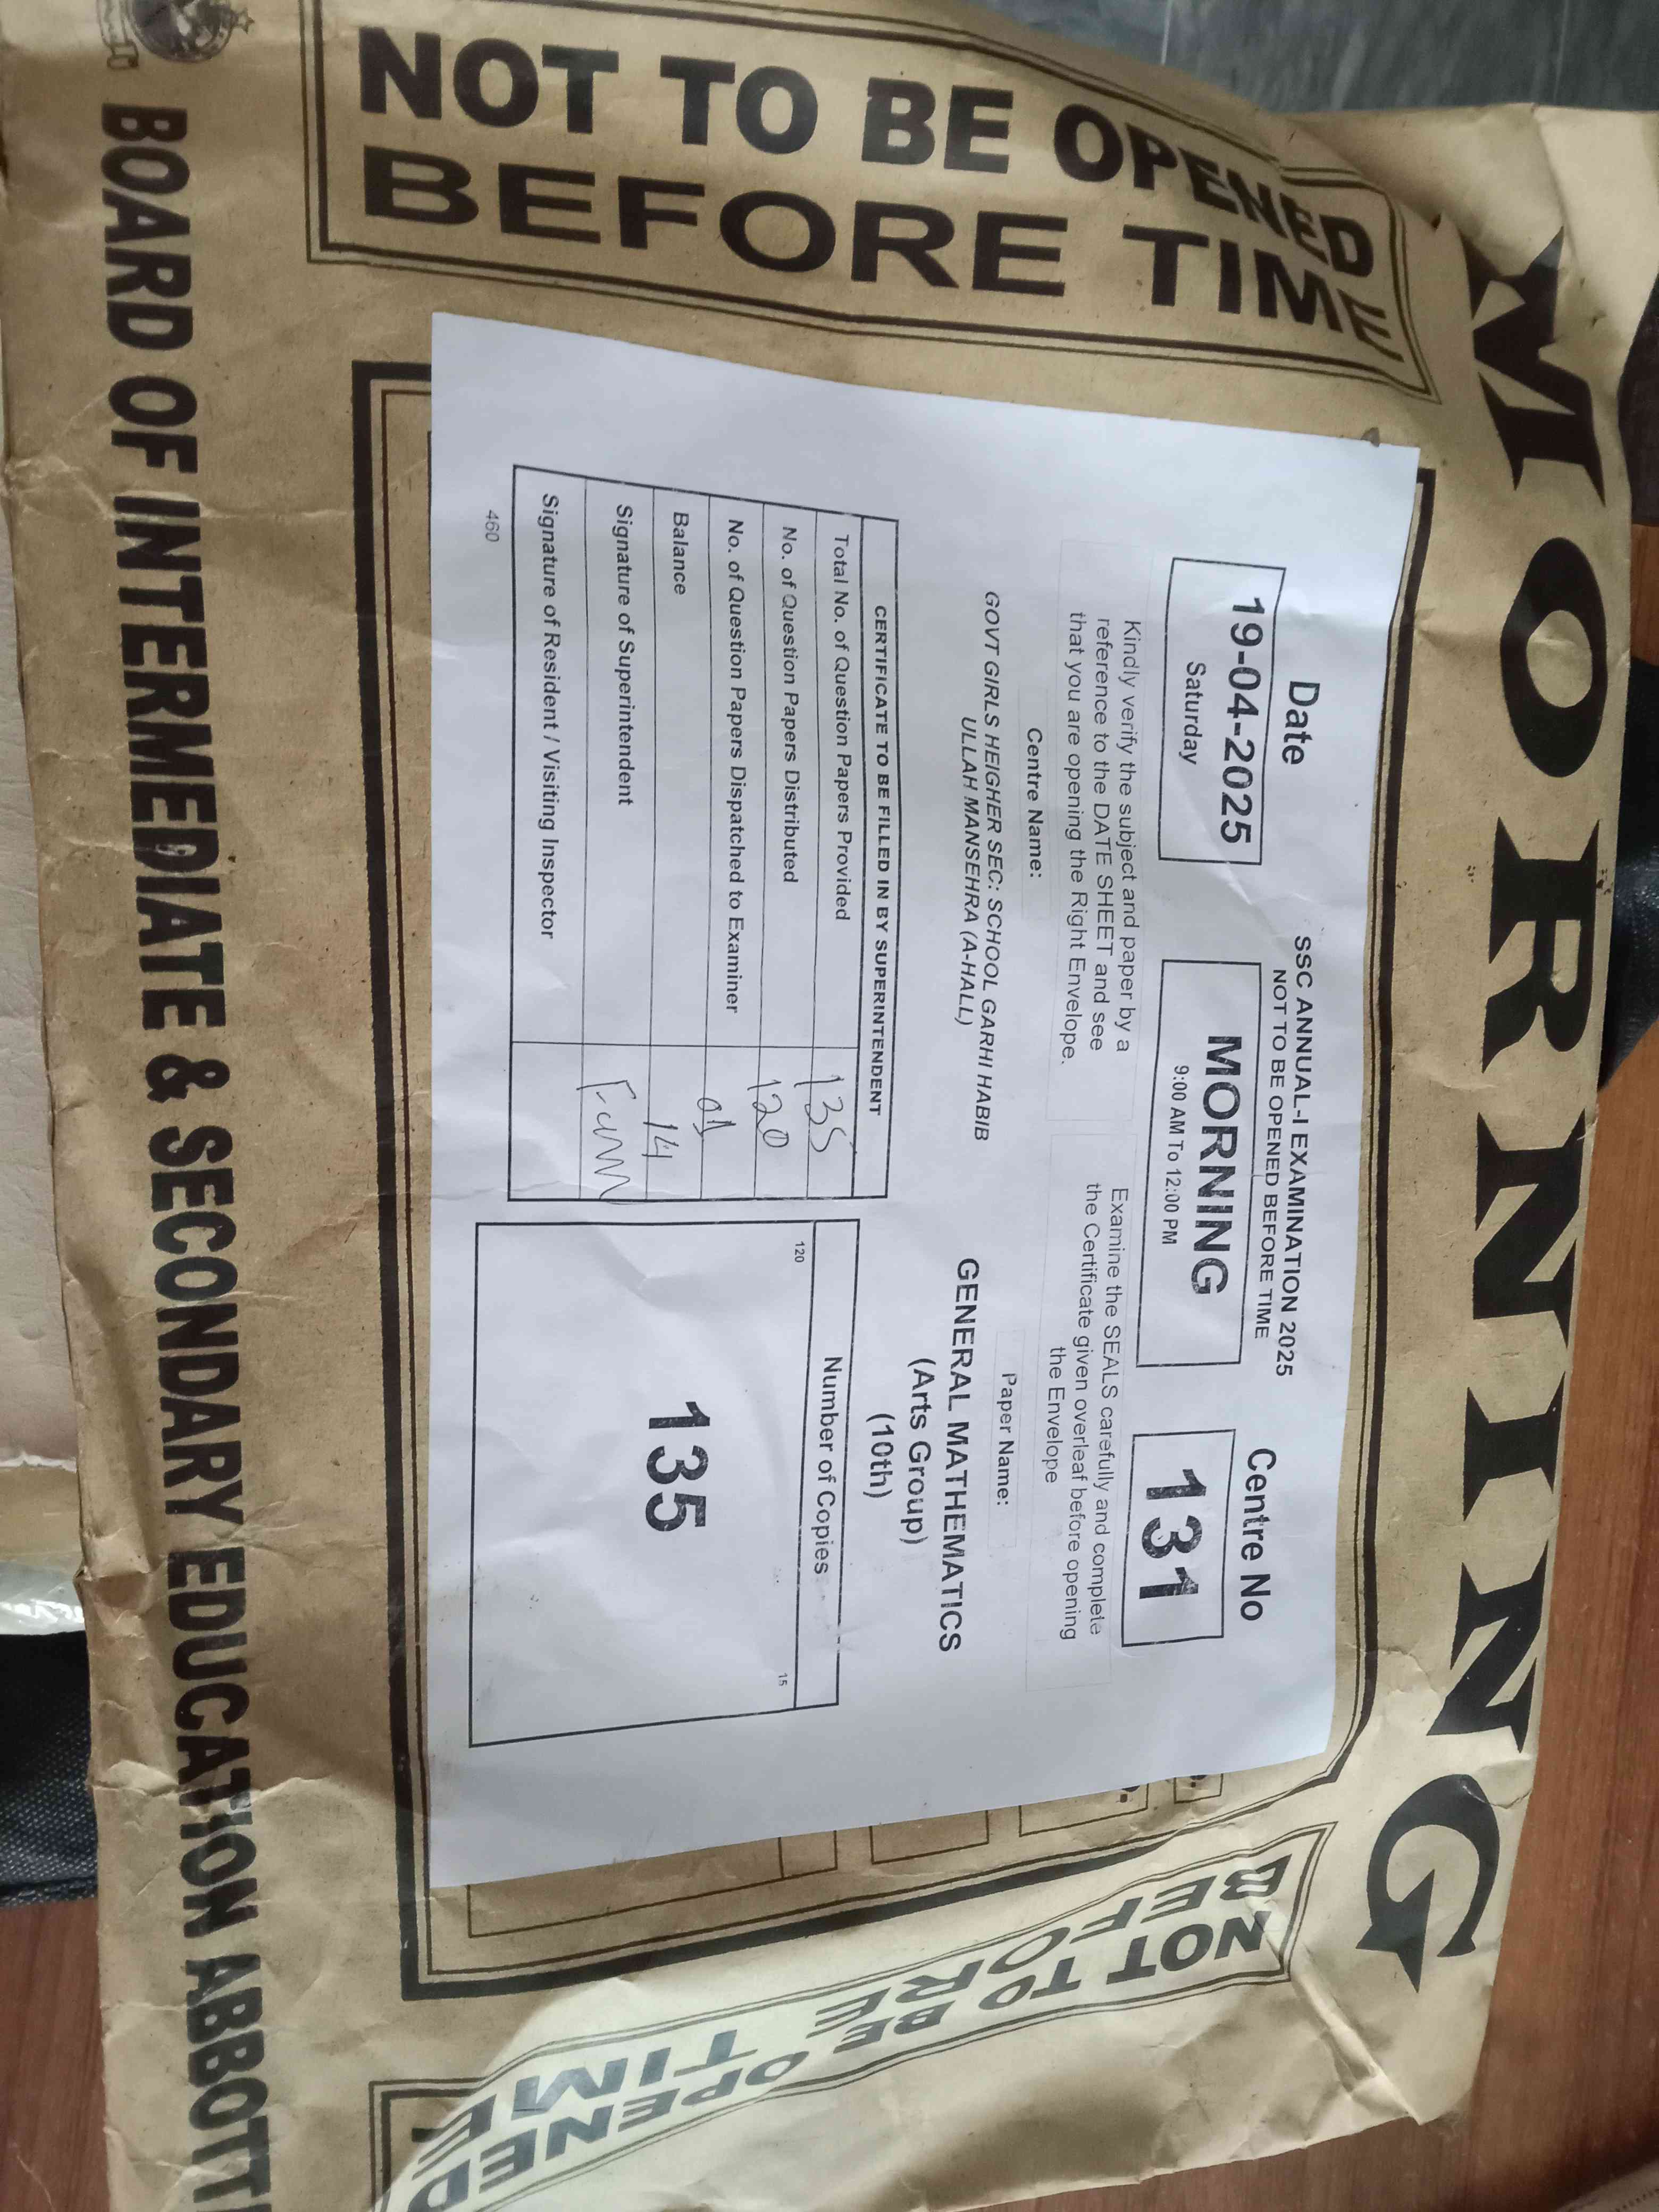 MORNING
NOT TO BE OPENED
BEFORE TIME
SSC ANNUAL-I EXAMINATION 2025
NOT TO BE OPENED BEFORE TIME
Date
19-04-2025
Saturday
MORNING
9:00 AM To 12:00 PM
Centre No
131
Kindly verify the subject and paper by a
reference to the DATE SHEET and see
that you are opening the Right Envelope.
Examine the SEALS carefully and complete
the Certificate given overleaf before opening
the Envelope
Centre Name:
GOVT GIRLS HEIGHER SEC: SCHOOL GARHI HABIB
ULLAH MANSEHRA (A-HALL)
Paper Name:
GENERAL MATHEMATICS
(Arts Group)
(10th)
CERTIFICATE TO BE FILLED IN BY SUPERINTENDENT
Total No. of Question Papers Provided 135
No. of Question Papers Distributed 120
No. of Question Papers Dispatched to Examiner 01
Balance 14
Signature of Superintendent
Signature of Resident / Visiting Inspector
460
Number of Copies
120
15
135
NOT TO BE OPENED
BEFORE TIME
BOARD OF INTERMEDIATE & SECONDARY EDUCATION ABBOTT